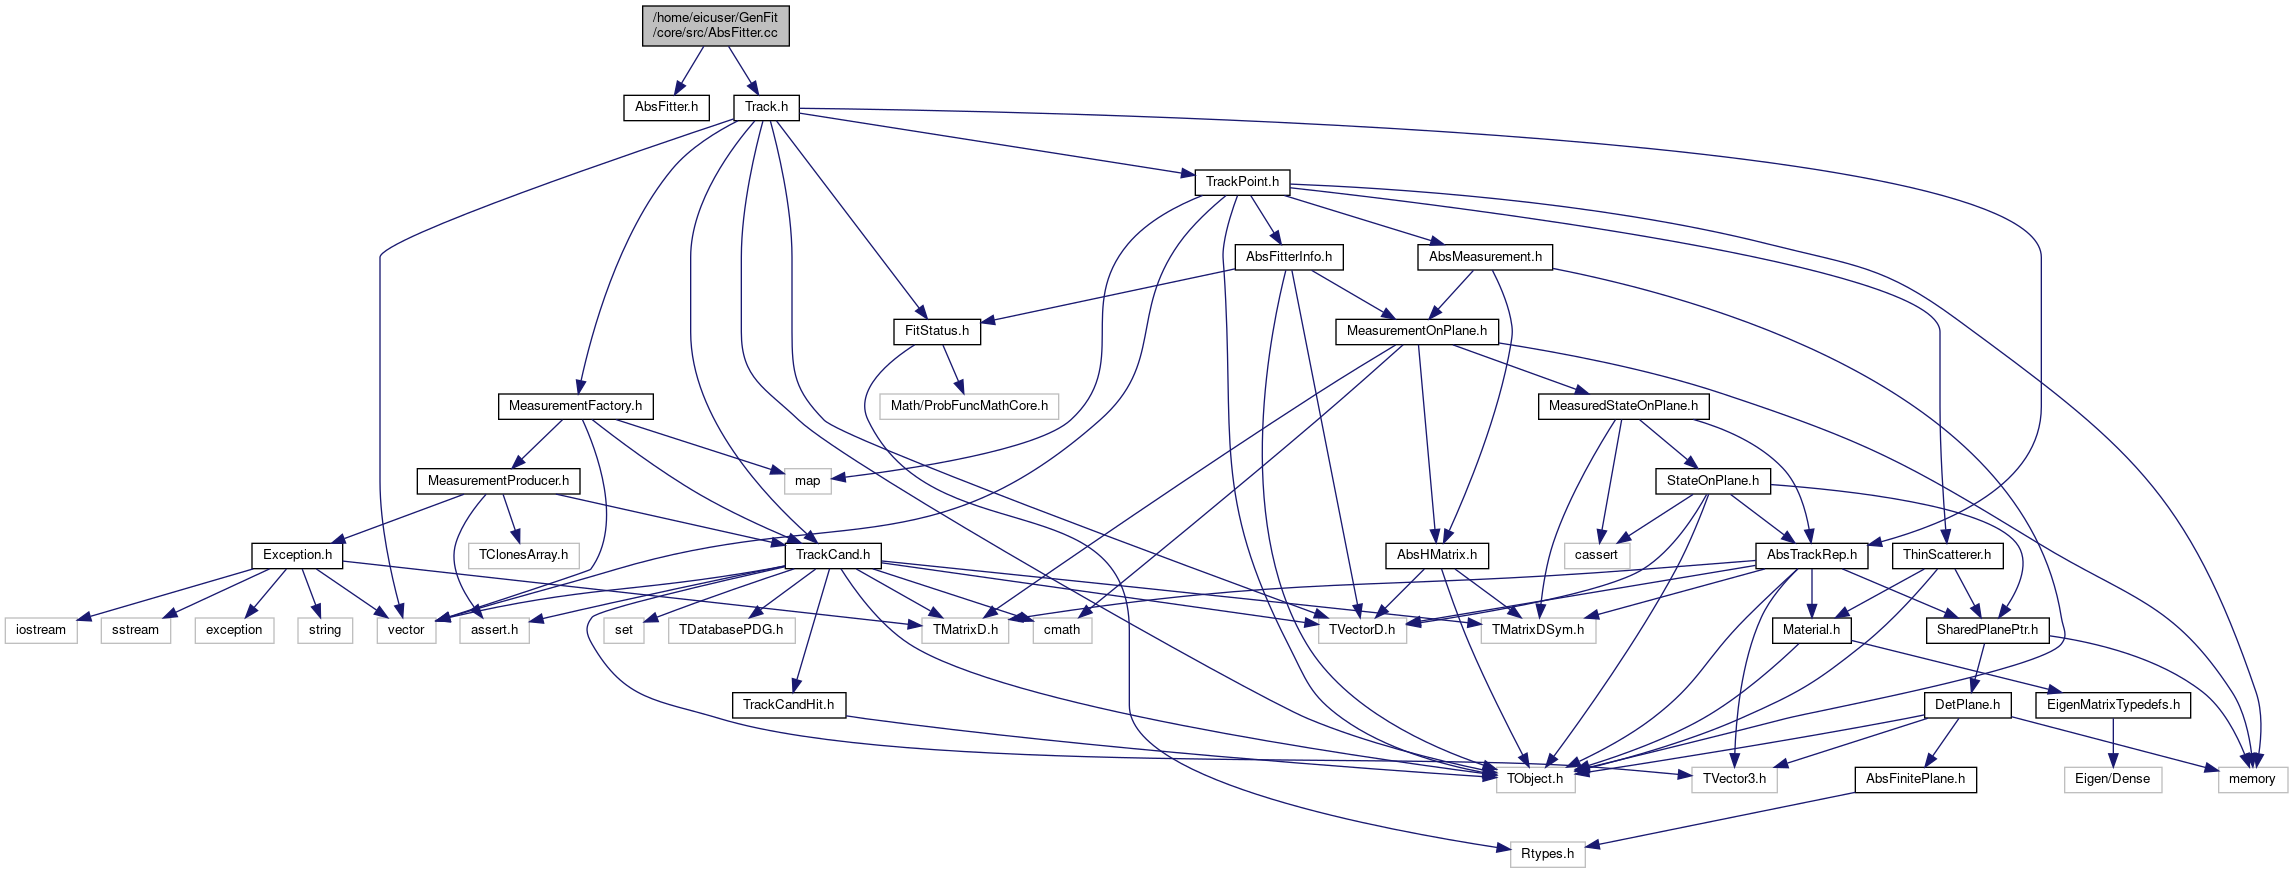 /home/eicuser/GenFit
/core/src/AbsFitter.cc
AbsFitter.h
Track.h
TrackPoint.h
AbsFitterInfo.h
AbsMeasurement.h
FitStatus.h
MeasurementOnPlane.h
MeasurementFactory.h
Math/ProbFuncMathCore.h
MeasuredStateOnPlane.h
MeasurementProducer.h
map
StateOnPlane.h
Exception.h
TClonesArray.h
TrackCand.h
AbsHMatrix.h
cassert
AbsTrackRep.h
ThinScatterer.h
iostream
sstream
exception
string
vector
assert.h
set
TDatabasePDG.h
TMatrixD.h
cmath
TVectorD.h
TMatrixDSym.h
Material.h
SharedPlanePtr.h
TrackCandHit.h
DetPlane.h
EigenMatrixTypedefs.h
TObject.h
TVector3.h
AbsFinitePlane.h
Eigen/Dense
memory
Rtypes.h